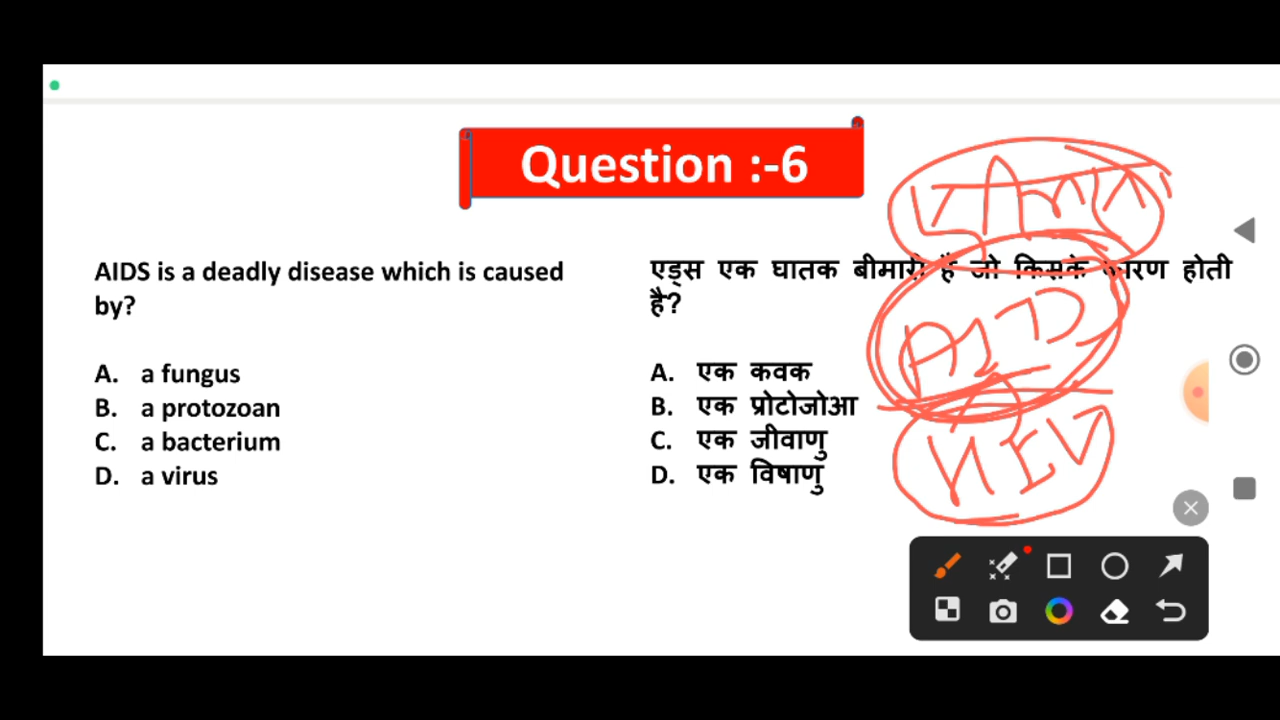 Question :-6
AIDS is a deadly disease which is caused
by?
A. a fungus
B. a protozoan
C. a bacterium
D. a virus
एड्स एक घातक बीमारी है जो किसके कारण होती
है?
A. एक कवक
B. एक प्रोटोजोआ
C. एक जीवाणु
D. एक विषाणु